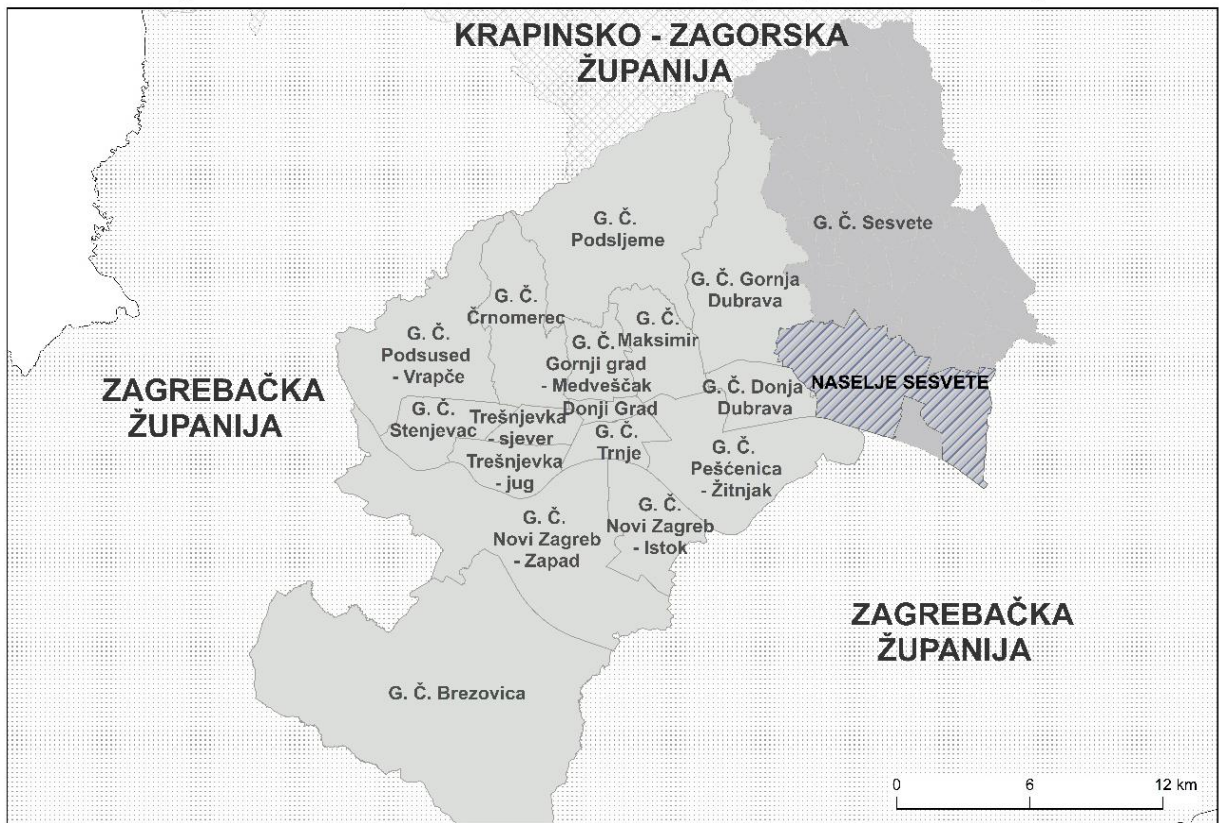 KRAPINSKO - ZAGORSKA
ŽUPANIJA
G. Č.
Podsljeme
G. Č. Sesvete
G. Č. Gornja
Dubrava
G. Č.
Črnomerec
G. Č.
Maksimir
G. Č.
Podsused
- Vrapče
G. Č.
Gornji grad
- Medveščak
ZAGREBAČKA
ŽUPANIJA
NASELJE SESVETE
G. Č. Donja
Dubrava
G. Č.
Stenjevac
Trešnjevka
- sjever
Donji Grad
G. Č.
Trnje
Trešnjevka
- jug
G. Č.
Pešćenica
- Žitnjak
G. Č.
Novi Zagreb
- Zapad
G. Č.
Novi Zagreb
- Istok
ZAGREBAČKA
ŽUPANIJA
G. Č. Brezovica
0 6 12 km